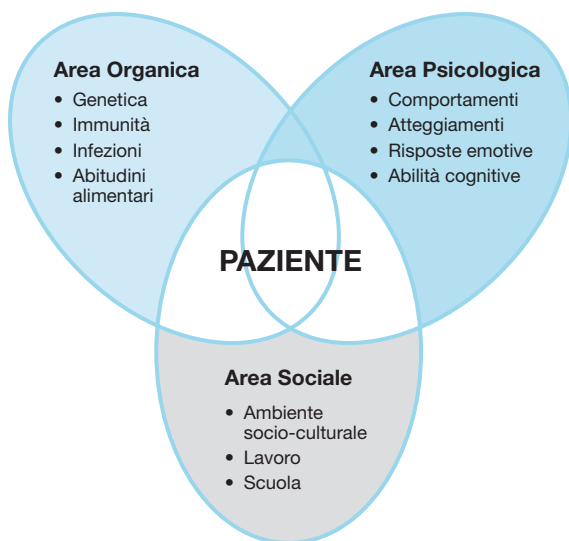 Area Organica
• Genetica
• Immunità
• Infezioni
• Abitudini
alimentari
Area Psicologica
• Comportamenti
• Atteggiamenti
• Risposte emotive
• Abilità cognitive
PAZIENTE
Area Sociale
• Ambiente
socio-culturale
• Lavoro
• Scuola